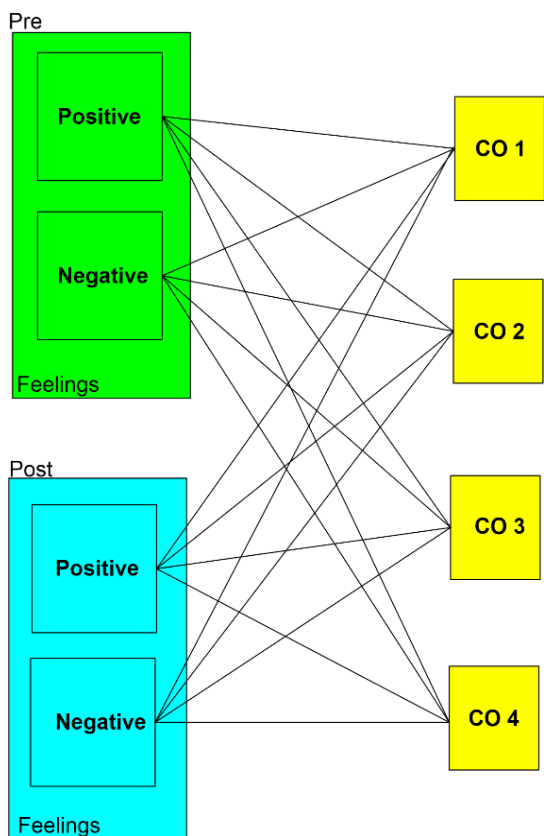 Pre
Positive
Negative
Feelings
Post
Positive
Negative
Feelings
CO 1
CO 2
CO 3
CO 4